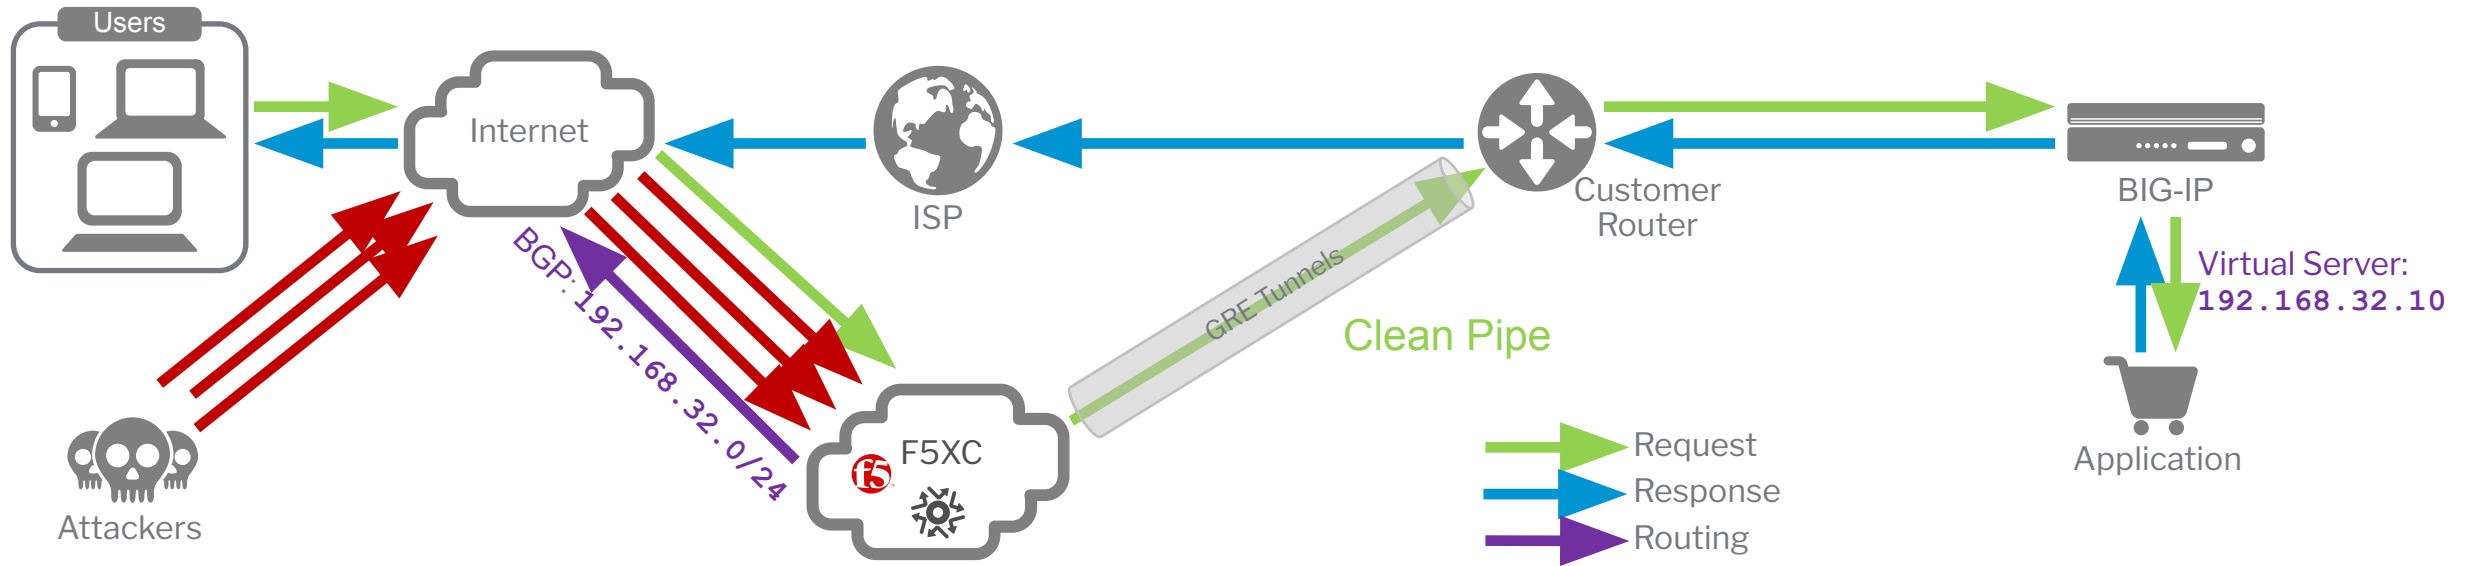 Users
Internet
ISP
Customer
Router
BIG-IP
Virtual Server:
192.168.32.10
BGP: 192.168.32.0/24
GRE Tunnels
Clean Pipe
F5XC
f5
Attackers
Application
Request
Response
Routing